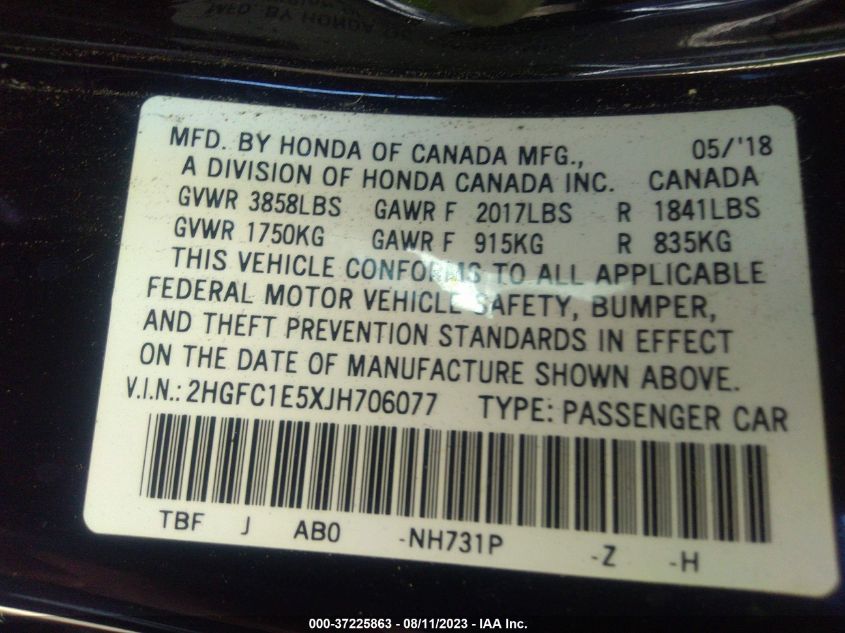 MFD. BY HONDA OF CANADA MFG., 05/'18
A DIVISION OF HONDA CANADA INC. CANADA
GVWR 3858LBS GAWR F 2017LBS R 1841LBS
GVWR 1750KG GAWR F 915KG R 835KG
THIS VEHICLE CONFORMS TO ALL APPLICABLE
FEDERAL MOTOR VEHICLE SAFETY, BUMPER,
AND THEFT PREVENTION STANDARDS IN EFFECT
ON THE DATE OF MANUFACTURE SHOWN ABOVE.
V.I.N.: 2HGFC1E5XJH706077 TYPE: PASSENGER CAR
TBF J AB0 -NH731P -Z -H
000-37225863 - 08/11/2023 - IAA Inc.